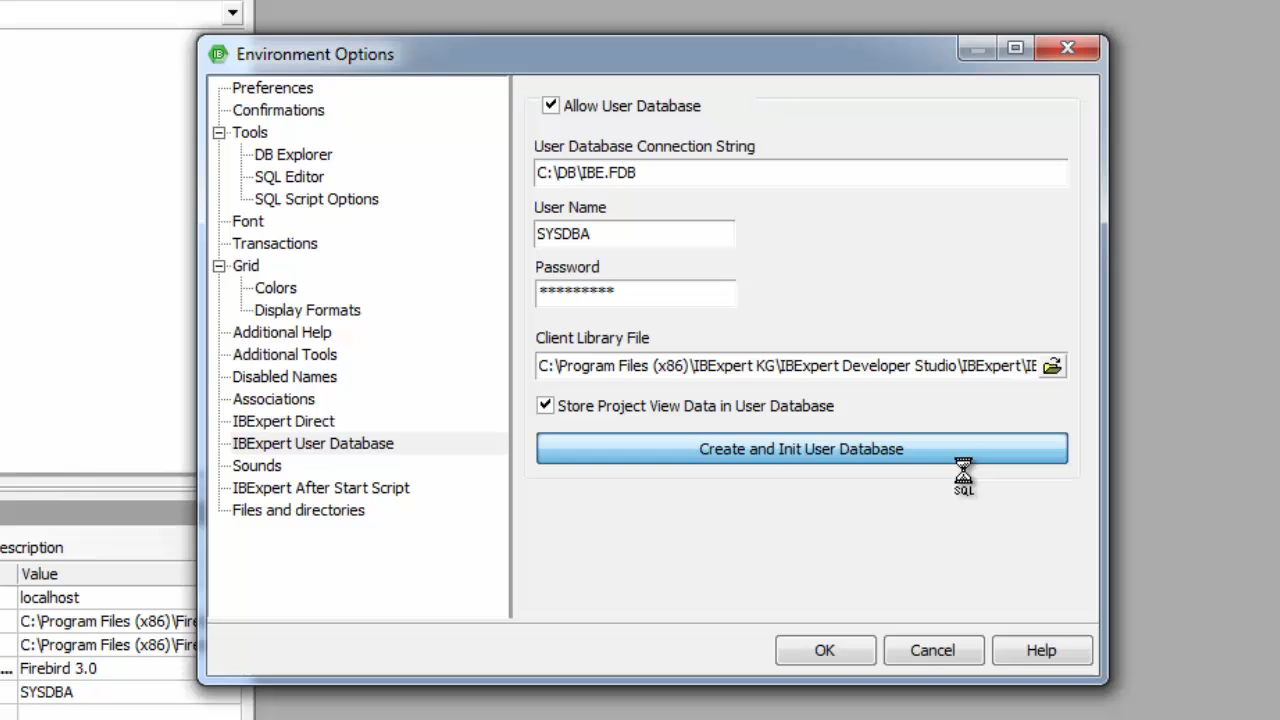 IB Environment Options
Preferences
Confirmations
Tools
DB Explorer
SQL Editor
SQL Script Options
Font
Transactions
Grid
Colors
Display Formats
Additional Help
Additional Tools
Disabled Names
Associations
IBExpert Direct
IBExpert User Database
Sounds
IBExpert After Start Script
Files and directories
Allow User Database
User Database Connection String
C:\DB\IBE.FDB
User Name
SYSDBA
Password
*********
Client Library File
C:\Program Files (x86)\IBExpert KG\IBExpert Developer Studio\IBExpert\IE
Store Project View Data in User Database
Create and Init User Database
SQL
OK Cancel Help
escription
Value
localhost
C:\Program Files (x86)\Fire
C:\Program Files (x86)\Fire
... Firebird 3.0
SYSDBA